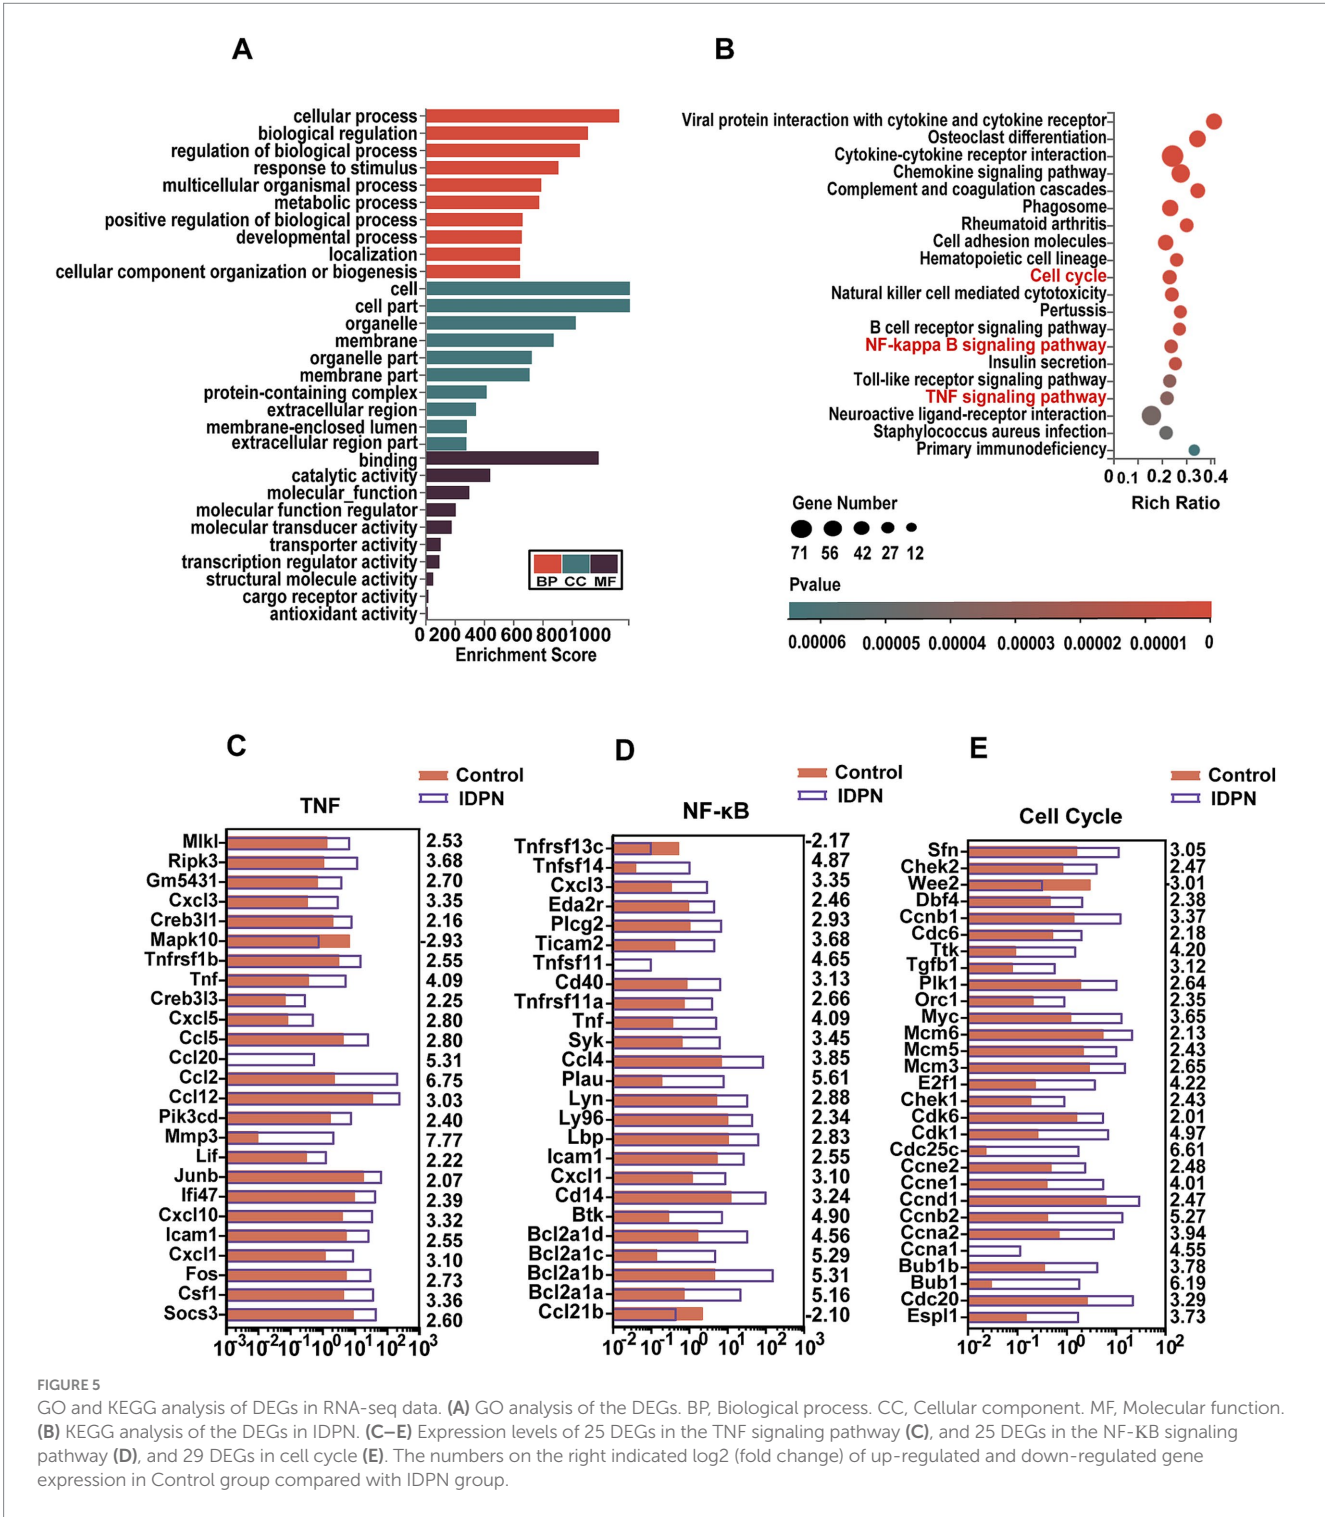 A
cellular process
biological regulation
regulation of biological process
response to stimulus
multicellular organismal process
metabolic process
positive regulation of biological process
developmental process
localization
cellular component organization or biogenesis
cell
cell part
organelle
membrane
organelle part
membrane part
protein-containing complex
extracellular region
membrane-enclosed lumen
extracellular region part
binding
catalytic activity
molecular_function
molecular function regulator
molecular transducer activity
transporter activity
transcription regulator activity
structural molecule activity
cargo receptor activity
antioxidant activity
BP CC MF
0 200 400 600 800 1000
Enrichment Score
B
Viral protein interaction with cytokine and cytokine receptor
Osteoclast differentiation
Cytokine-cytokine receptor interaction
Chemokine signaling pathway
Complement and coagulation cascades
Phagosome
Rheumatoid arthritis
Cell adhesion molecules
Hematopoietic cell lineage
Cell cycle
Natural killer cell mediated cytotoxicity
Pertussis
B cell receptor signaling pathway
NF-kappa B signaling pathway
Insulin secretion
Toll-like receptor signaling pathway
TNF signaling pathway
Neuroactive ligand-receptor interaction
Staphylococcus aureus infection
Primary immunodeficiency
0 0.1 0.2 0.3 0.4
Rich Ratio
Gene Number
71 56 42 27 12
Pvalue
0.00006 0.00005 0.00004 0.00003 0.00002 0.00001 0
C
Control
IDPN
TNF
Mlkl 2.53
Ripk3 3.68
Gm5431 2.70
Cxcl3 3.35
Creb3l1 2.16
Mapk10 -2.93
Tnfrsf1b 2.55
Tnf 4.09
Creb3l3 2.25
Cxcl5 2.80
Ccl5 2.80
Ccl20 5.31
Ccl2 6.75
Ccl12 3.03
Pik3cd 2.40
Mmp3 7.77
Lif 2.22
Junb 2.07
Ifi47 2.39
Cxcl10 3.32
Icam1 2.55
Cxcl1 3.10
Fos 2.73
Csf1 3.36
Socs3 2.60
10-3 10-1 100 102 103
D
Control
IDPN
NF-κB
Tnfrsf13c -2.17
Tnfsf14 4.87
Cxcl3 3.35
Eda2r 2.46
Plcg2 2.93
Ticam2 3.68
Tnfsf11 4.65
Cd40 3.13
Tnfrsf11a 2.66
Tnf 4.09
Syk 3.45
Ccl4 3.85
Plau 5.61
Lyn 2.88
Ly96 2.34
Lbp 2.83
Icam1 2.55
Cxcl1 3.10
Cd14 3.24
Btk 4.90
Bcl2a1d 4.56
Bcl2a1c 5.29
Bcl2a1b 5.31
Bcl2a1a 5.16
Ccl21b -2.10
10-2 10-1 100 101 102 103
E
Control
IDPN
Cell Cycle
Sfn 3.05
Chek2 2.47
Wee2 -3.01
Dbf4 2.38
Ccnb1 3.37
Cdc6 2.18
Ttk 4.20
Tgfb1 3.12
Plk1 2.64
Orc1 2.35
Myc 3.65
Mcm6 2.13
Mcm5 2.43
Mcm3 2.65
E2f1 4.22
Chek1 2.43
Cdk6 2.01
Cdk1 4.97
Cdc25c 6.61
Ccne2 2.48
Ccne1 4.01
Ccnd1 2.47
Ccnb2 5.27
Ccna2 3.94
Ccna1 4.55
Bub1b 3.78
Bub1 6.19
Cdc20 3.29
Espl1 3.73
10-2 10-1 100 101 102
FIGURE 5
GO and KEGG analysis of DEGs in RNA-seq data. (A) GO analysis of the DEGs. BP, Biological process. CC, Cellular component. MF, Molecular function.
(B) KEGG analysis of the DEGs in IDPN. (C–E) Expression levels of 25 DEGs in the TNF signaling pathway (C), and 25 DEGs in the NF-KB signaling
pathway (D), and 29 DEGs in cell cycle (E). The numbers on the right indicated log2 (fold change) of up-regulated and down-regulated gene
expression in Control group compared with IDPN group.